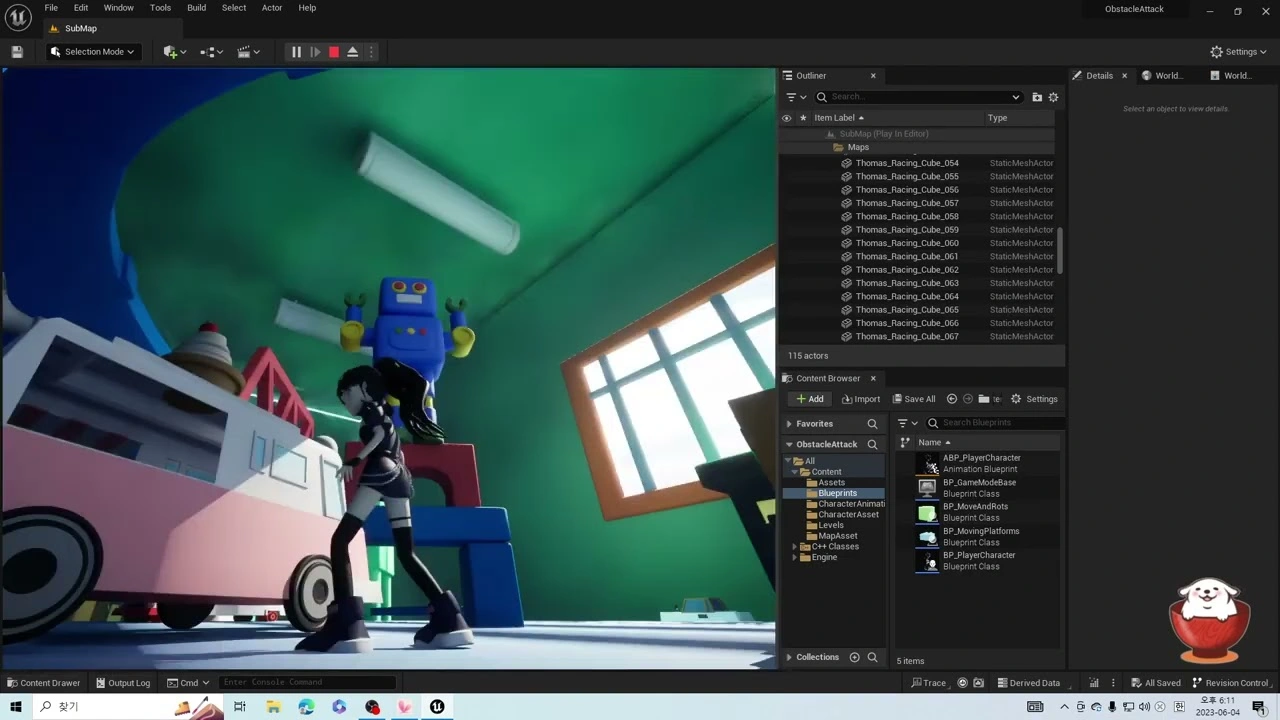 File Edit Window Tools Build Select Actor Help
ObstacleAttack
SubMap
Selection Mode
Settings
Outliner
Details
World...
World...
Search...
Select an object to view details.
Item Label
Type
SubMap (Play In Editor)
Maps
Thomas_Racing_Cube_054 StaticMeshActor
Thomas_Racing_Cube_055 StaticMeshActor
Thomas_Racing_Cube_056 StaticMeshActor
Thomas_Racing_Cube_057 StaticMeshActor
Thomas_Racing_Cube_058 StaticMeshActor
Thomas_Racing_Cube_059 StaticMeshActor
Thomas_Racing_Cube_060 StaticMeshActor
Thomas_Racing_Cube_061 StaticMeshActor
Thomas_Racing_Cube_062 StaticMeshActor
Thomas_Racing_Cube_063 StaticMeshActor
Thomas_Racing_Cube_064 StaticMeshActor
Thomas_Racing_Cube_065 StaticMeshActor
Thomas_Racing_Cube_066 StaticMeshActor
Thomas_Racing_Cube_067 StaticMeshActor
115 actors
Content Browser
Add
Import
Save All
Settings
Favorites
Search Blueprints
ObstacleAttack
Name
All
Content
Assets
Blueprints
CharacterAnimati
CharacterAsset
Levels
MapAsset
C++ Classes
Engine
ABP_PlayerCharacter
Animation Blueprint
BP_GameModeBase
Blueprint Class
BP_MoveAndRots
Blueprint Class
BP_MovingPlatforms
Blueprint Class
BP_PlayerCharacter
Blueprint Class
Collections
5 items
Content Drawer
Output Log
Cmd
Enter Console Command
Trace
Derived Data
All Saved
Revision Control
찾기
오후 6:11
2023-06-04